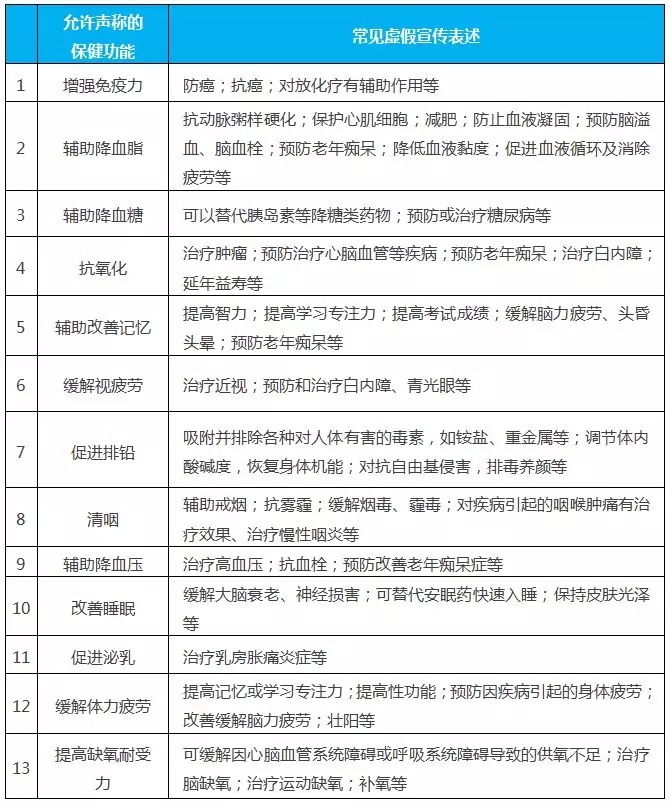 允许声称的
保健功能
常见虚假宣传表述
1
增强免疫力
防癌；抗癌；对放化疗有辅助作用等
2
辅助降血脂
抗动脉粥样硬化；保护心肌细胞；减肥；防止血液凝固；预防脑溢
血、脑血栓；预防老年痴呆；降低血液黏度；促进血液循环及消除
疲劳等
3
辅助降血糖
可以替代胰岛素等降糖类药物；预防或治疗糖尿病等
4
抗氧化
治疗肿瘤；预防治疗心脑血管等疾病；预防老年痴呆；治疗白内障；
延年益寿等
5
辅助改善记忆
提高智力；提高学习专注力；提高考试成绩；缓解脑力疲劳、头昏
头晕；预防老年痴呆等
6
缓解视疲劳
治疗近视；预防和治疗白内障、青光眼等
7
促进排铅
吸附并排除各种对人体有害的毒素，如铵盐、重金属等；调节体内
酸碱度，恢复身体机能；对抗自由基侵害，排毒养颜等
8
清咽
辅助戒烟；抗雾霾；缓解烟毒、霾毒；对疾病引起的咽喉肿痛有治
疗效果、治疗慢性咽炎等
9
辅助降血压
治疗高血压；抗血栓；预防改善老年痴呆症等
10
改善睡眠
缓解大脑衰老、神经损害；可替代安眠药快速入睡；保持皮肤光泽
等
11
促进泌乳
治疗乳房胀痛炎症等
12
缓解体力疲劳
提高记忆或学习专注力；提高性功能；预防因疾病引起的身体疲劳；
改善缓解脑力疲劳；壮阳等
13
提高缺氧耐受
力
可缓解因心脑血管系统障碍或呼吸系统障碍导致的供氧不足；治疗
脑缺氧；治疗运动缺氧；补氧等